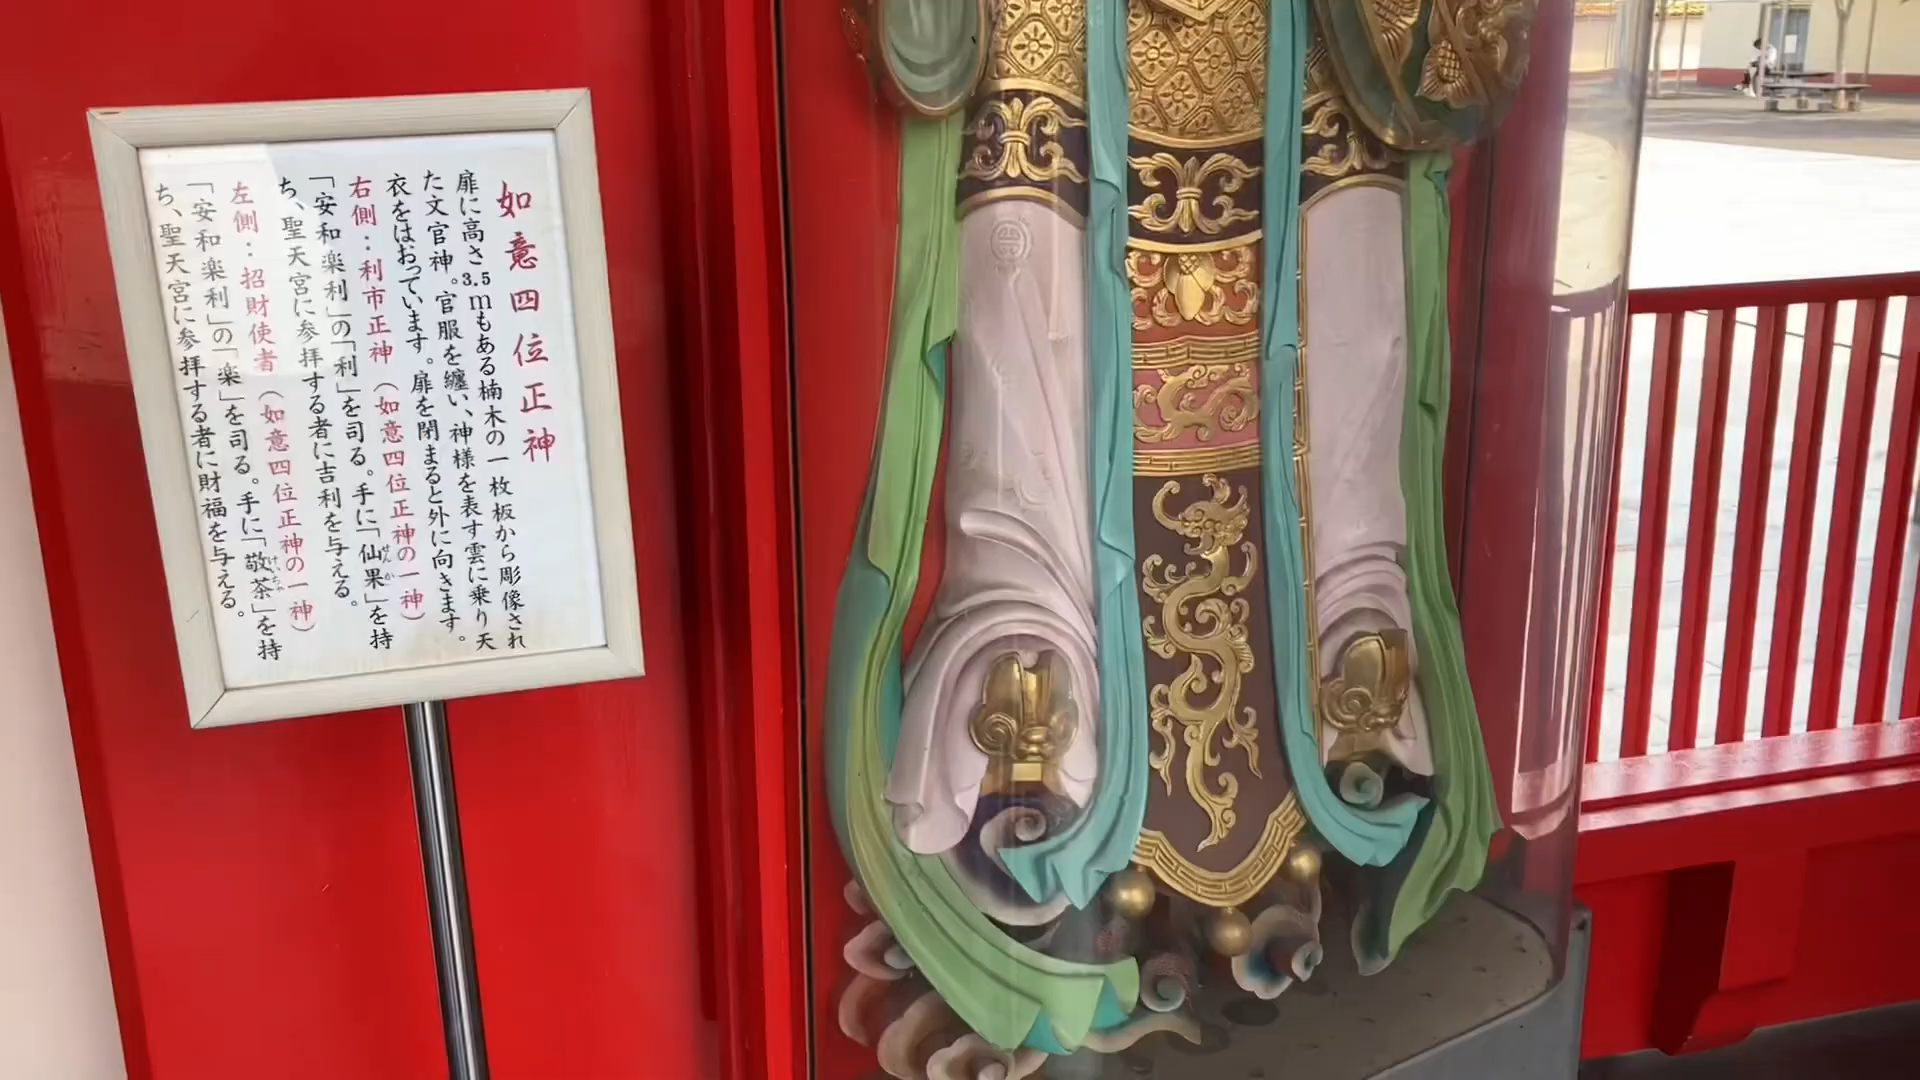 如意四位正神
扉に高さ3.5mもある楠木の一枚板から彫像され
た文官神。官服を纏い、神様を表す雲に乗り天
衣をはおっています。扉を閉まると外に向きます。
右側：利市正神（如意四位正神の一神）
「安和楽利」の「利」を司る。手に「仙果」を持
ち、聖天宮に参拝する者に吉利を与える。
左側：招財使者（如意四位正神の一神）
「安和楽利」の「楽」を司る。手に「敬茶」を持
ち、聖天宮に参拝する者に財福を与える。